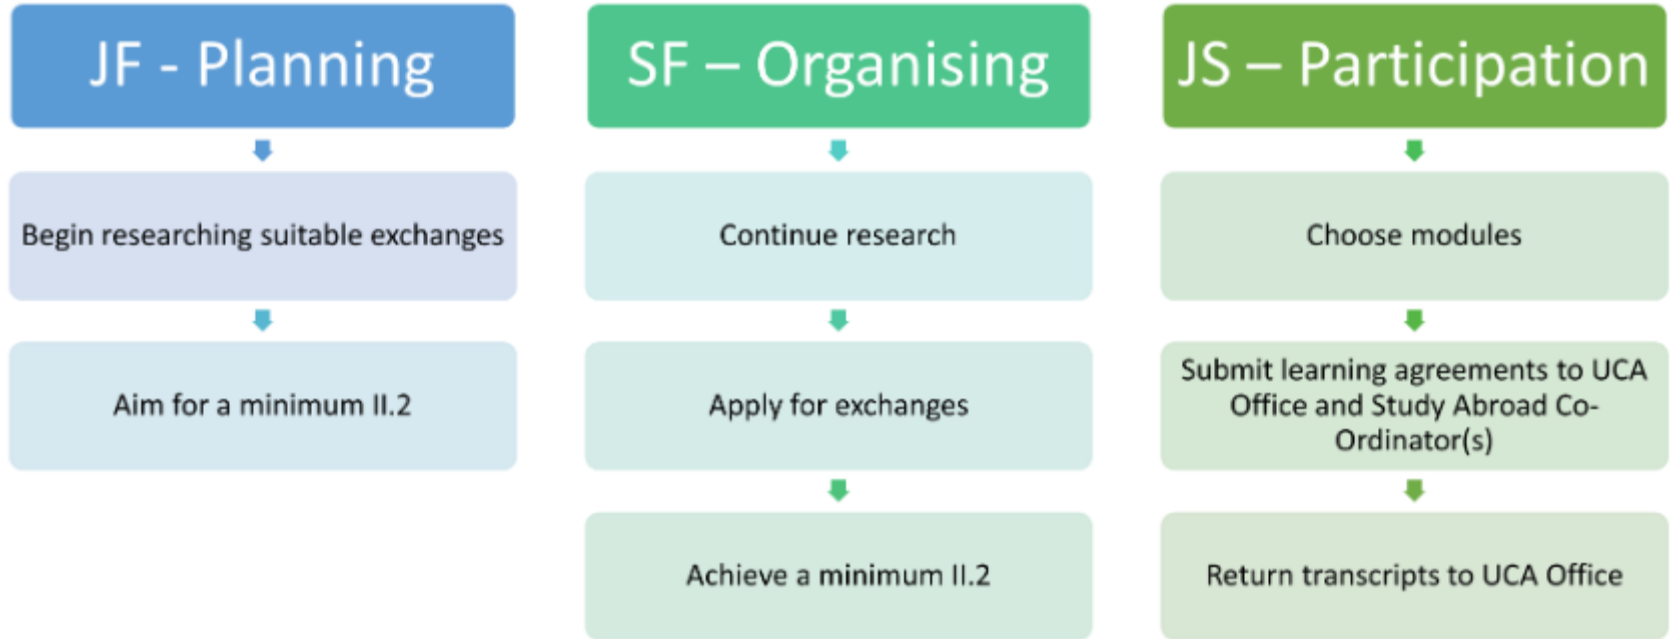 JF - Planning
Begin researching suitable exchanges
Aim for a minimum II.2
SF – Organising
Continue research
Apply for exchanges
Achieve a minimum II.2
JS – Participation
Choose modules
Submit learning agreements to UCA
Office and Study Abroad Co-
Ordinator(s)
Return transcripts to UCA Office